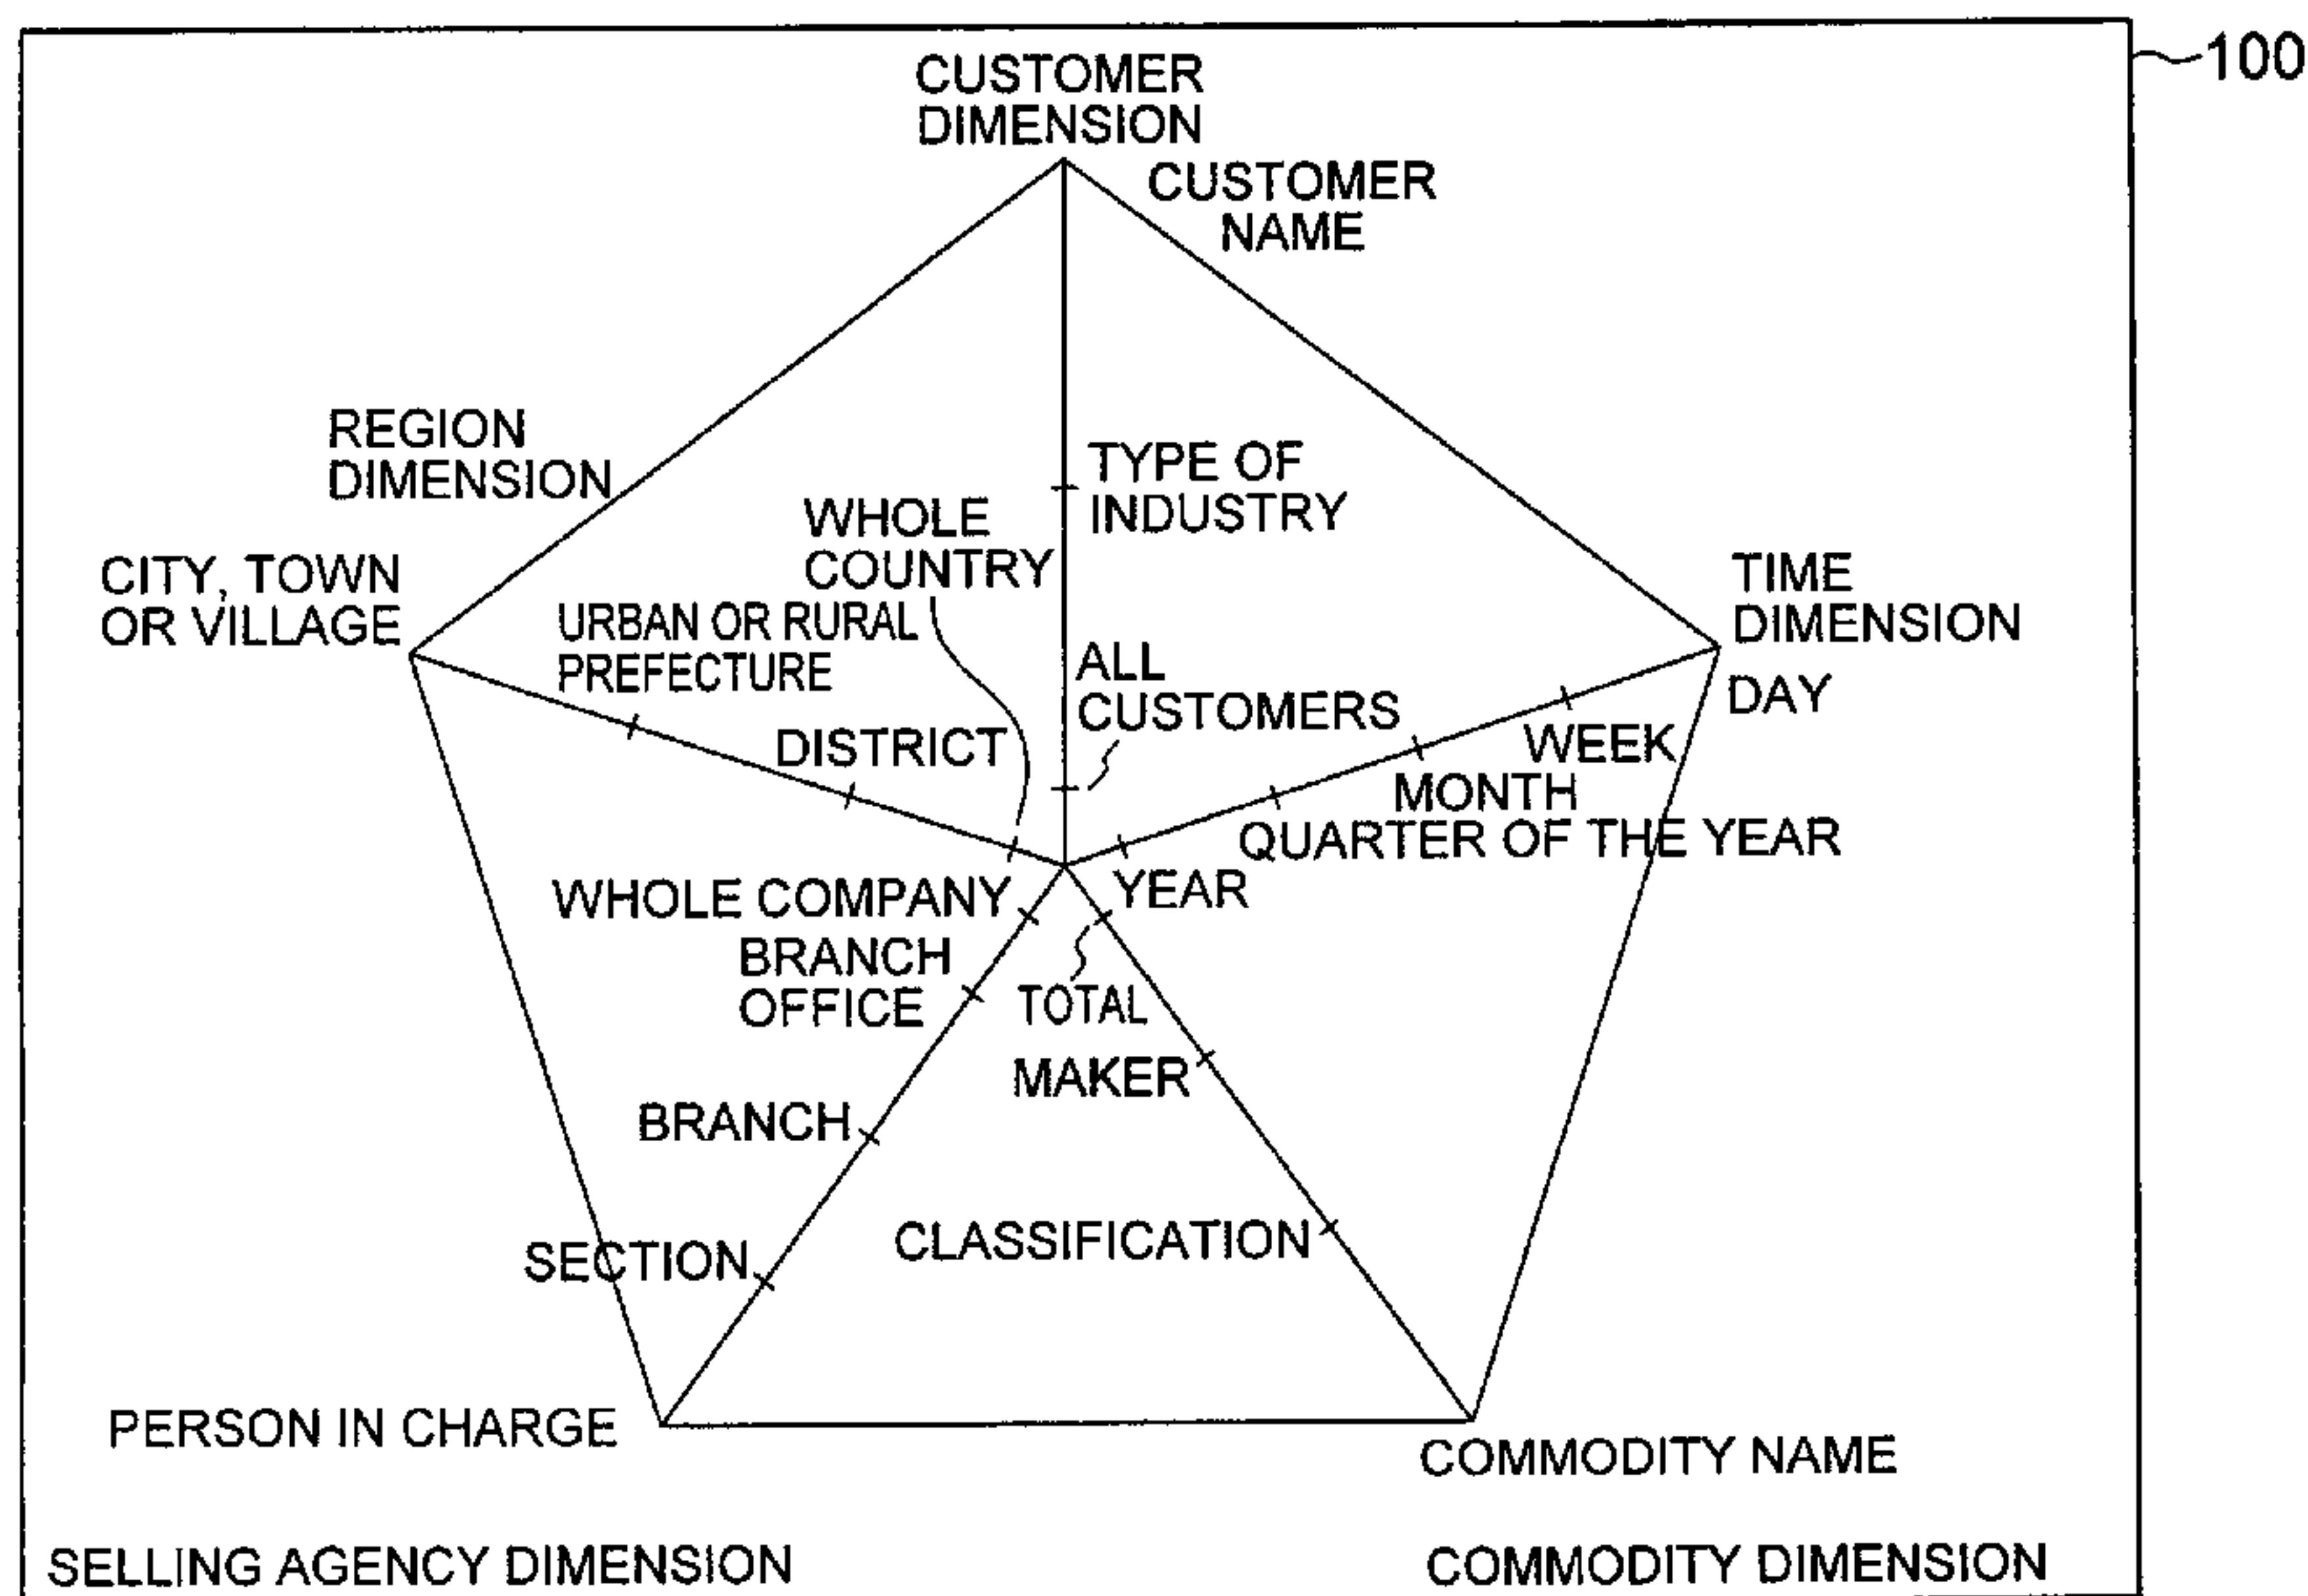 100
CUSTOMER
DIMENSION
CUSTOMER
NAME
REGION
DIMENSION
TYPE OF
INDUSTRY
WHOLE
COUNTRY
CITY, TOWN
OR VILLAGE
TIME
DIMENSION
URBAN OR RURAL
PREFECTURE
ALL
CUSTOMERS
DAY
DISTRICT
WEEK
MONTH
QUARTER OF THE YEAR
WHOLE COMPANY
YEAR
BRANCH
OFFICE
TOTAL
MAKER
BRANCH
CLASSIFICATION
SECTION
PERSON IN CHARGE
COMMODITY NAME
SELLING AGENCY DIMENSION
COMMODITY DIMENSION